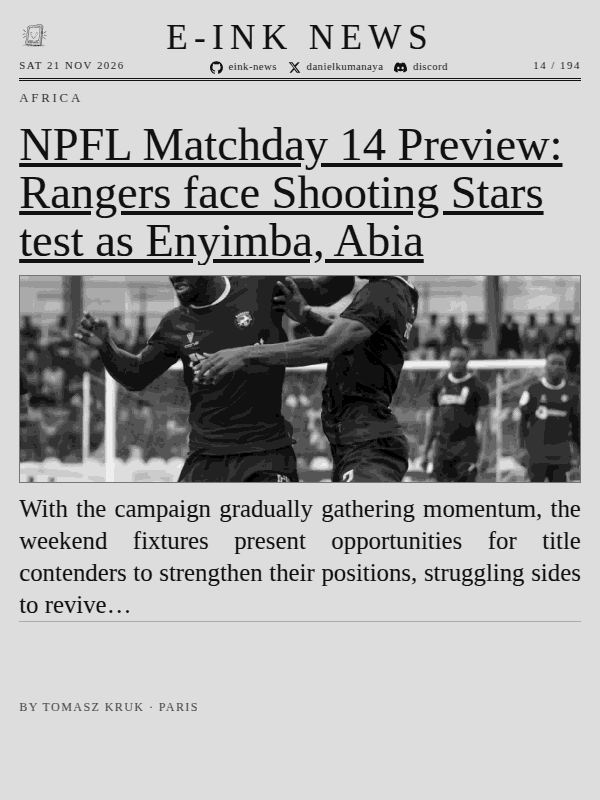 E-INK NEWS
SAT 21 NOV 2026
eink-news danielkumanaya discord
14 / 194
AFRICA
NPFL Matchday 14 Preview:
Rangers face Shooting Stars
test as Enyimba, Abia
With the campaign gradually gathering momentum, the
weekend fixtures present opportunities for title
contenders to strengthen their positions, struggling sides
to revive…
BY TOMASZ KRUK · PARIS